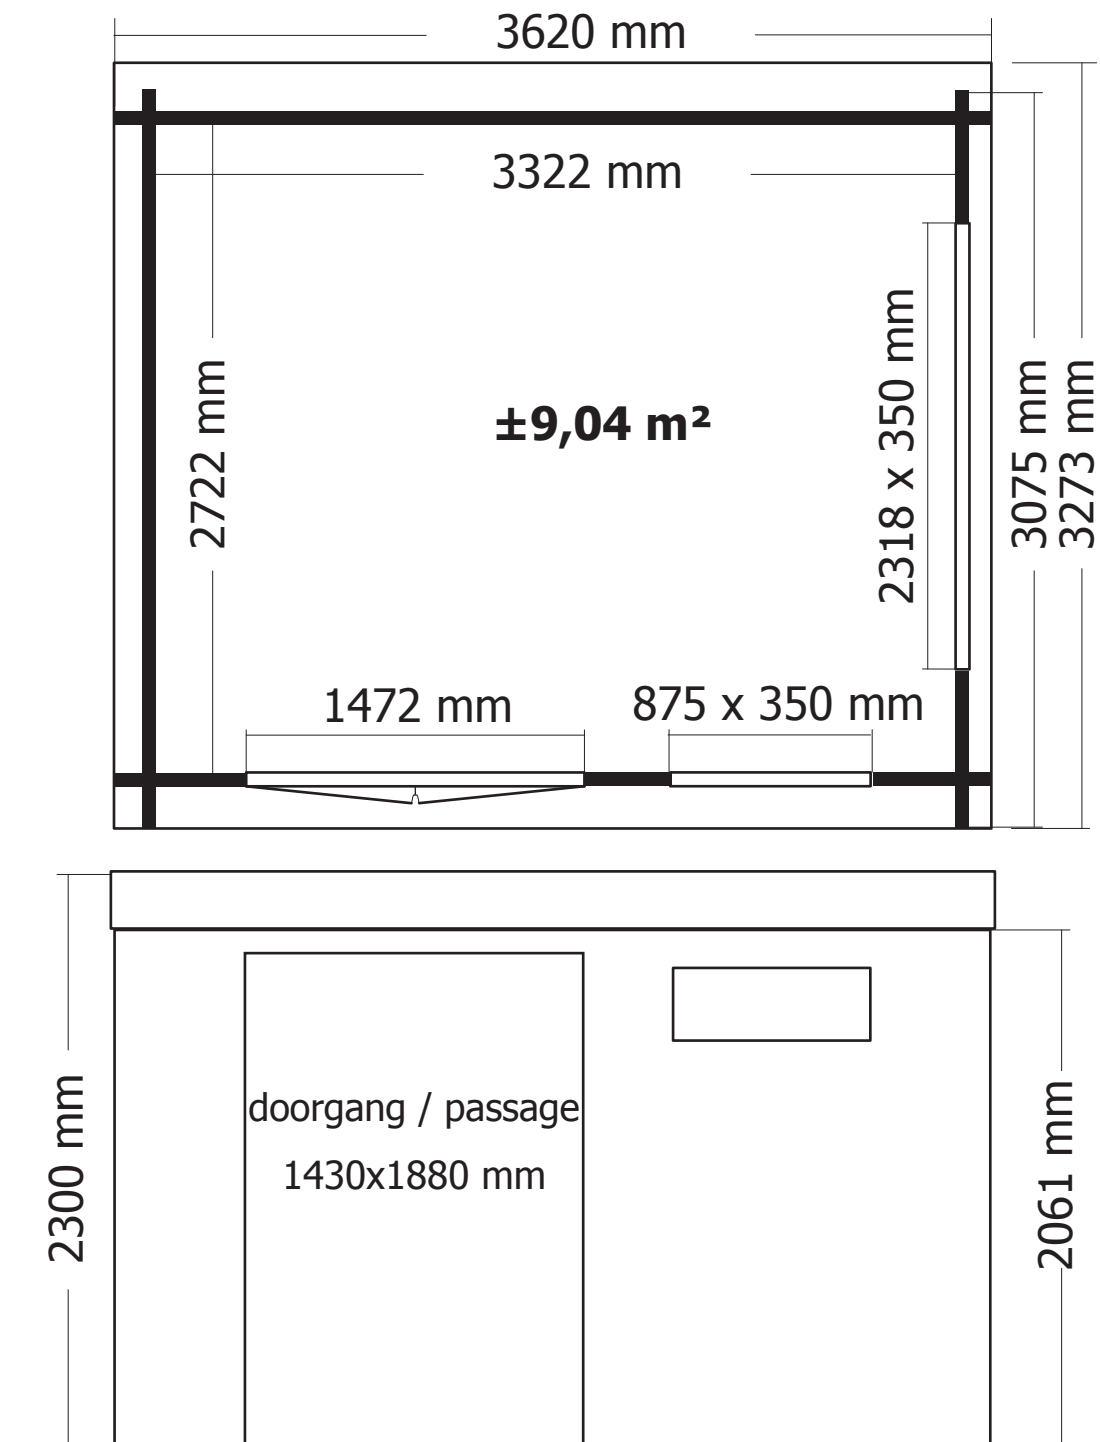 3620 mm
3322 mm
2722 mm
±9,04 m²
2318 x 350 mm
3075 mm
3273 mm
1472 mm
875 x 350 mm
doorgang / passage
1430x1880 mm
2300 mm
2061 mm